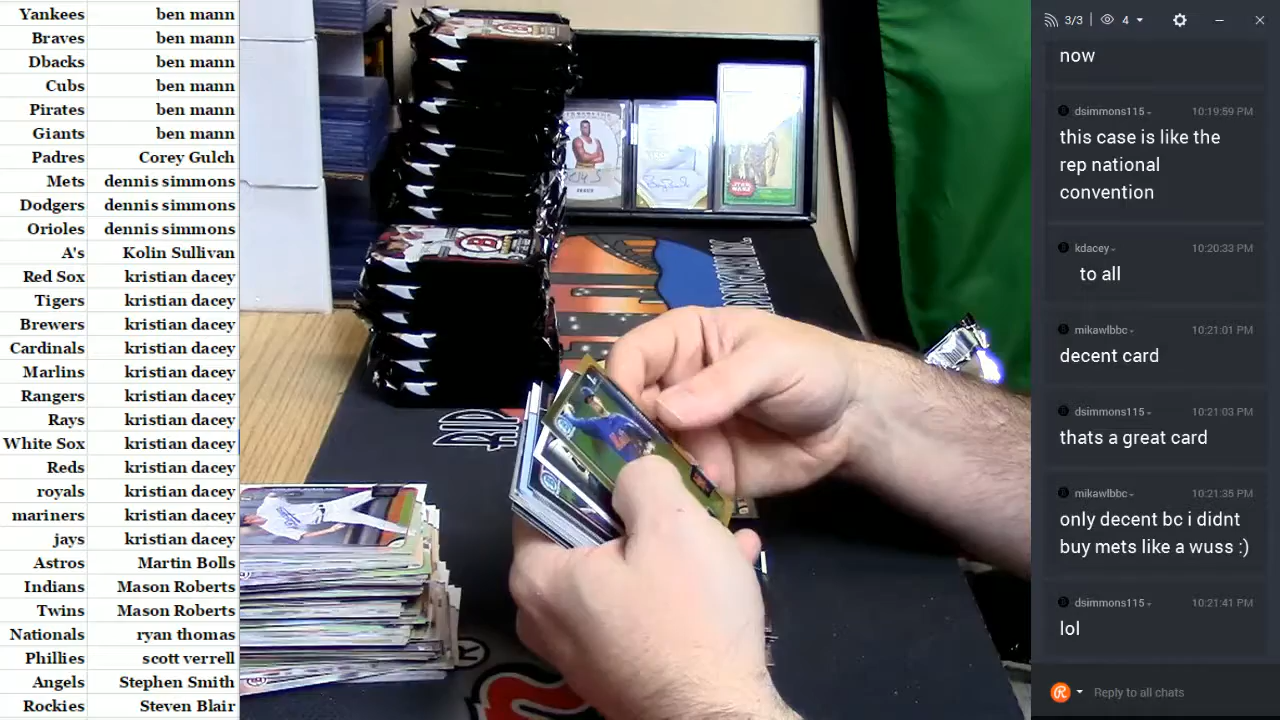 Yankees ben mann
Braves ben mann
Dbacks ben mann
Cubs ben mann
Pirates ben mann
Giants ben mann
Padres Corey Gulch
Mets dennis simmons
Dodgers dennis simmons
Orioles dennis simmons
A's Kolin Sullivan
Red Sox kristian dacey
Tigers kristian dacey
Brewers kristian dacey
Cardinals kristian dacey
Marlins kristian dacey
Rangers kristian dacey
Rays kristian dacey
White Sox kristian dacey
Reds kristian dacey
royals kristian dacey
mariners kristian dacey
jays kristian dacey
Astros Martin Bolls
Indians Mason Roberts
Twins Mason Roberts
Nationals ryan thomas
Phillies scott verrell
Angels Stephen Smith
Rockies Steven Blair
STAR
WARS
RIP
3/3 4
now
dsimmons115 10:19:59 PM
this case is like the
rep national
convention
kdacey 10:20:33 PM
to all
mikawlbbc 10:21:01 PM
decent card
dsimmons115 10:21:03 PM
thats a great card
mikawlbbc 10:21:35 PM
only decent bc i didnt
buy mets like a wuss :)
dsimmons115 10:21:41 PM
lol
Reply to all chats